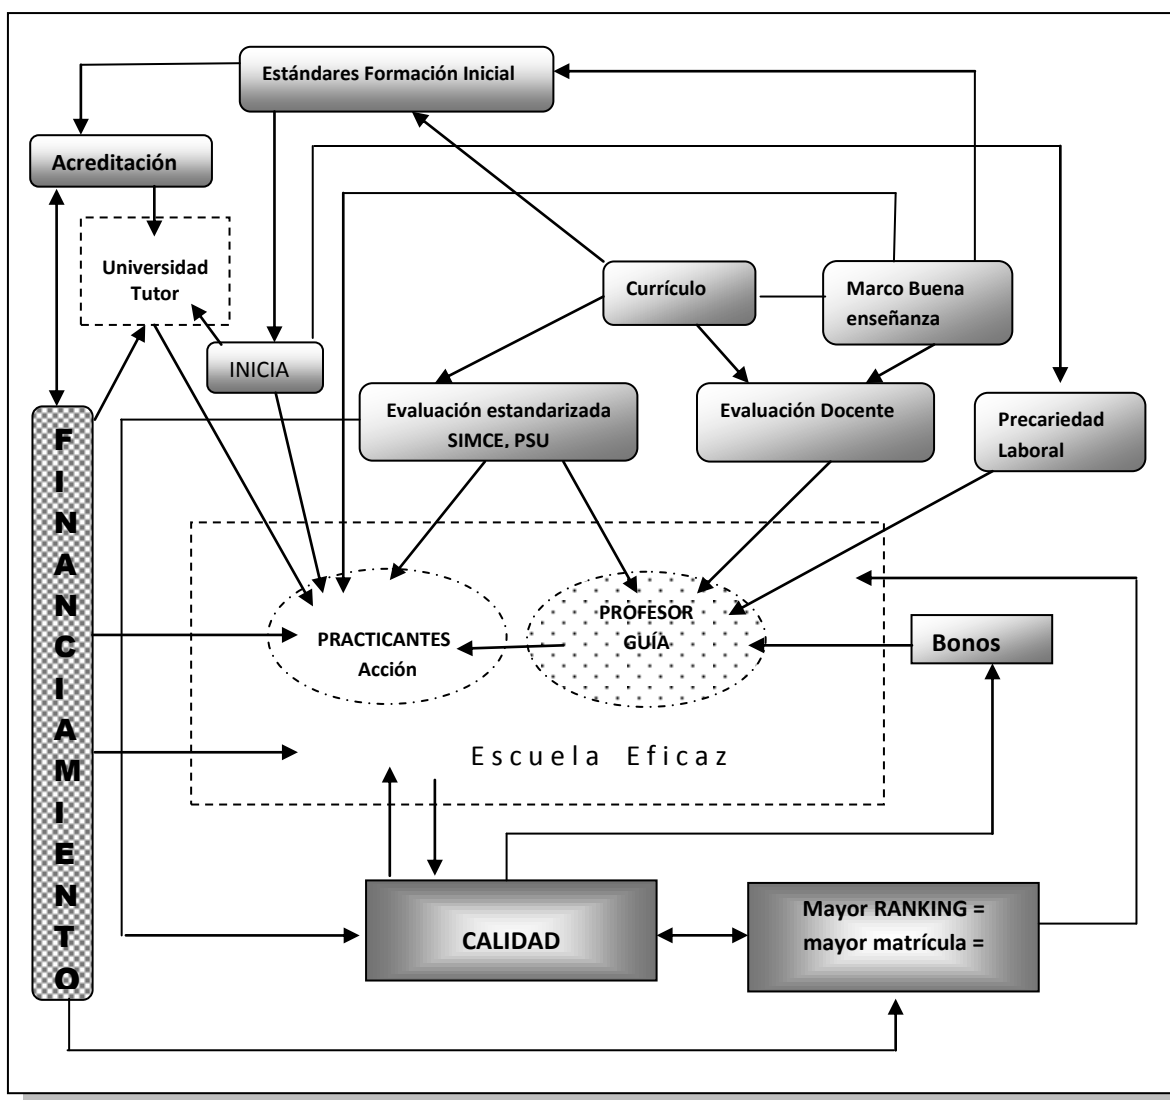 Estándares Formación Inicial
Acreditación
Universidad
Tutor
Currículo
Marco Buena
enseñanza
INICIA
Evaluación estandarizada
SIMCE, PSU
Evaluación Docente
Precariedad
Laboral
FINANCIAMIENTO
PRACTICANTES
Acción
PROFESOR
GUÍA
Bonos
Escuela Eficaz
CALIDAD
Mayor RANKING =
mayor matrícula =